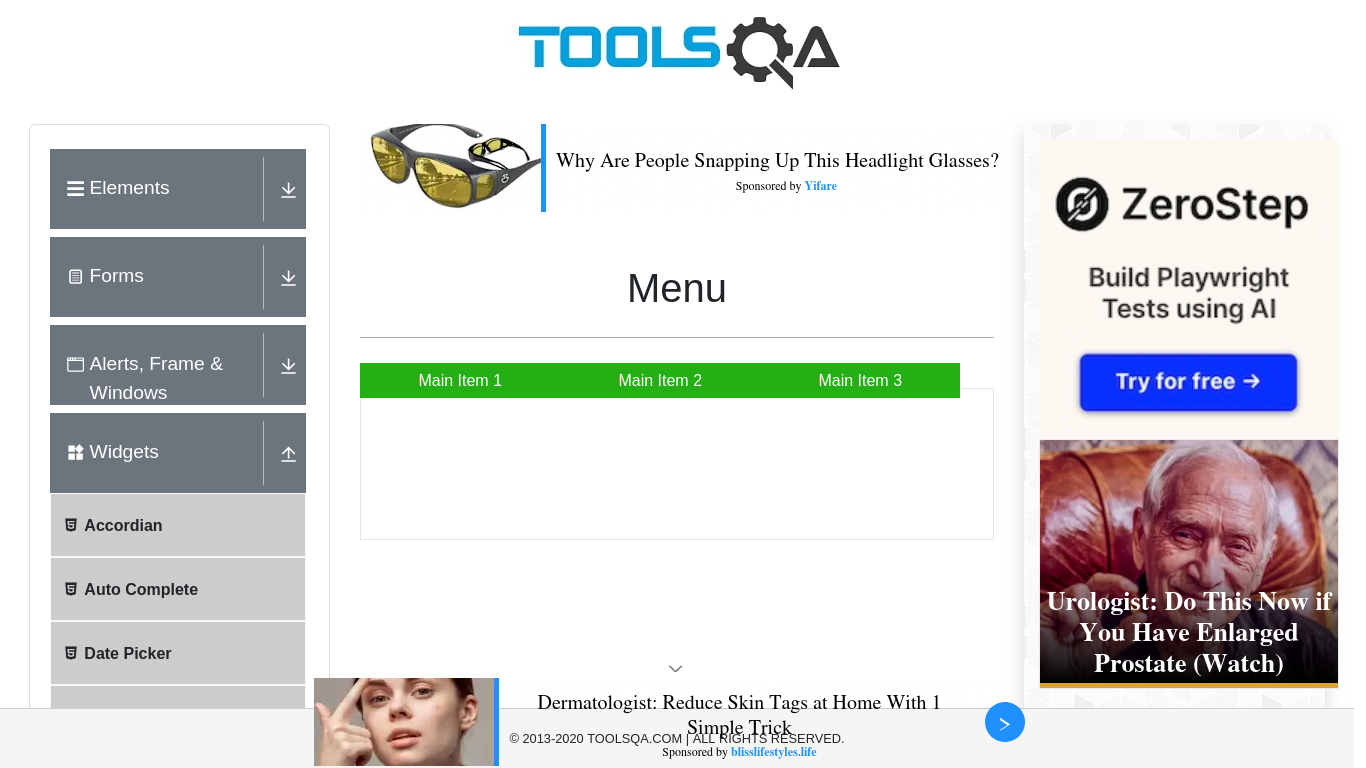 TOOLSQA
Elements
Forms
Alerts, Frame &
Windows
Widgets
Accordian
Auto Complete
Date Picker
Why Are People Snapping Up This Headlight Glasses?
Sponsored by Yifare
Menu
Main Item 1
Main Item 2
Main Item 3
ZeroStep
Build Playwright
Tests using AI
Try for free →
Urologist: Do This Now if
You Have Enlarged
Prostate (Watch)
Dermatologist: Reduce Skin Tags at Home With 1
Simple Trick
Sponsored by blisslifestyles.life
© 2013-2020 TOOLSQA.COM | ALL RIGHTS RESERVED.